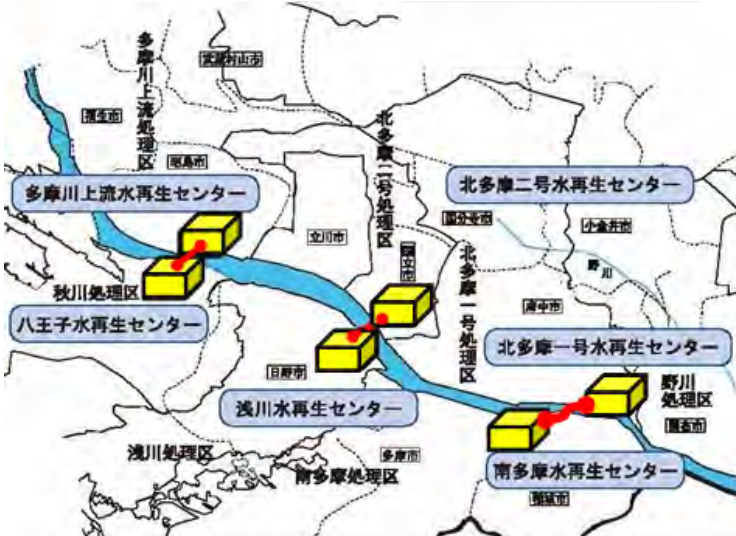 多摩川上流処理区
武蔵村山市
福生市
昭島市
北多摩二号処理区
多摩川上流水再生センター
北多摩二号水再生センター
立川市
国分寺市
小金井市
国立市
北多摩一号処理区
野川
秋川処理区
府中市
八王子水再生センター
北多摩一号水再生センター
日野市
野川
処理区
浅川水再生センター
調布市
浅川処理区
多摩市
南多摩処理区
南多摩水再生センター
稲城市